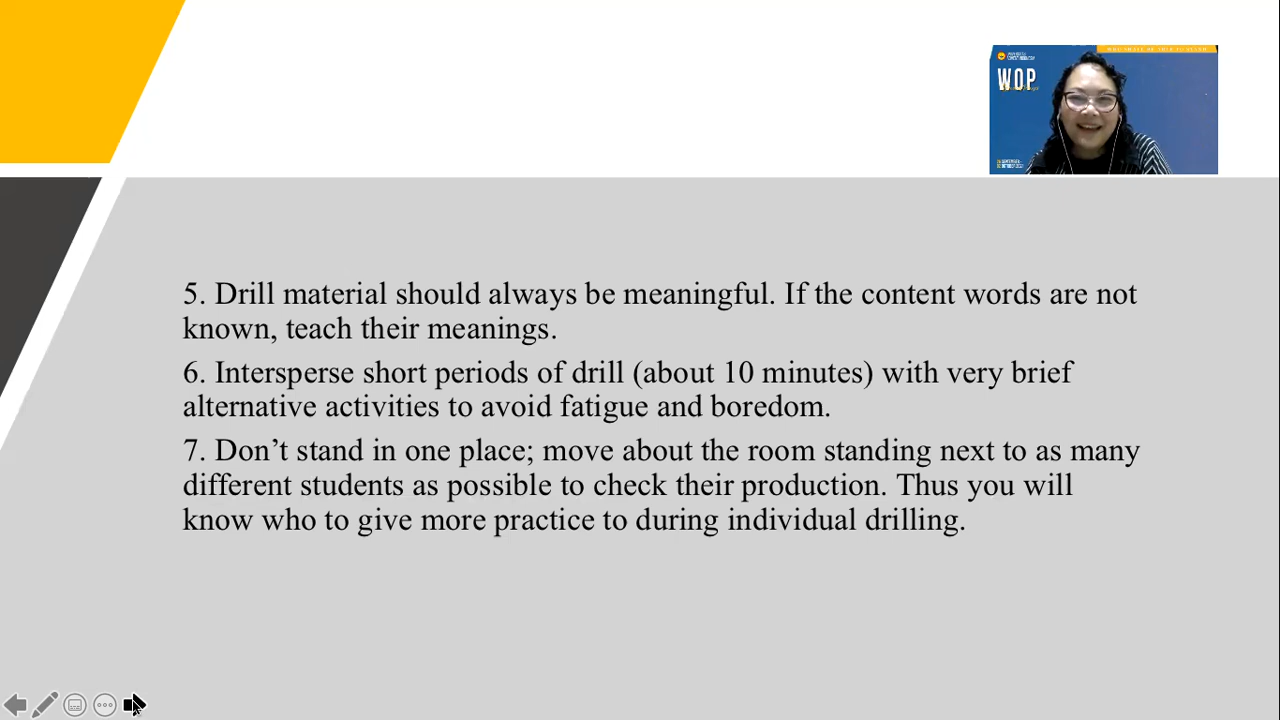 WOP
5. Drill material should always be meaningful. If the content words are not
known, teach their meanings.
6. Intersperse short periods of drill (about 10 minutes) with very brief
alternative activities to avoid fatigue and boredom.
7. Don’t stand in one place; move about the room standing next to as many
different students as possible to check their production. Thus you will
know who to give more practice to during individual drilling.